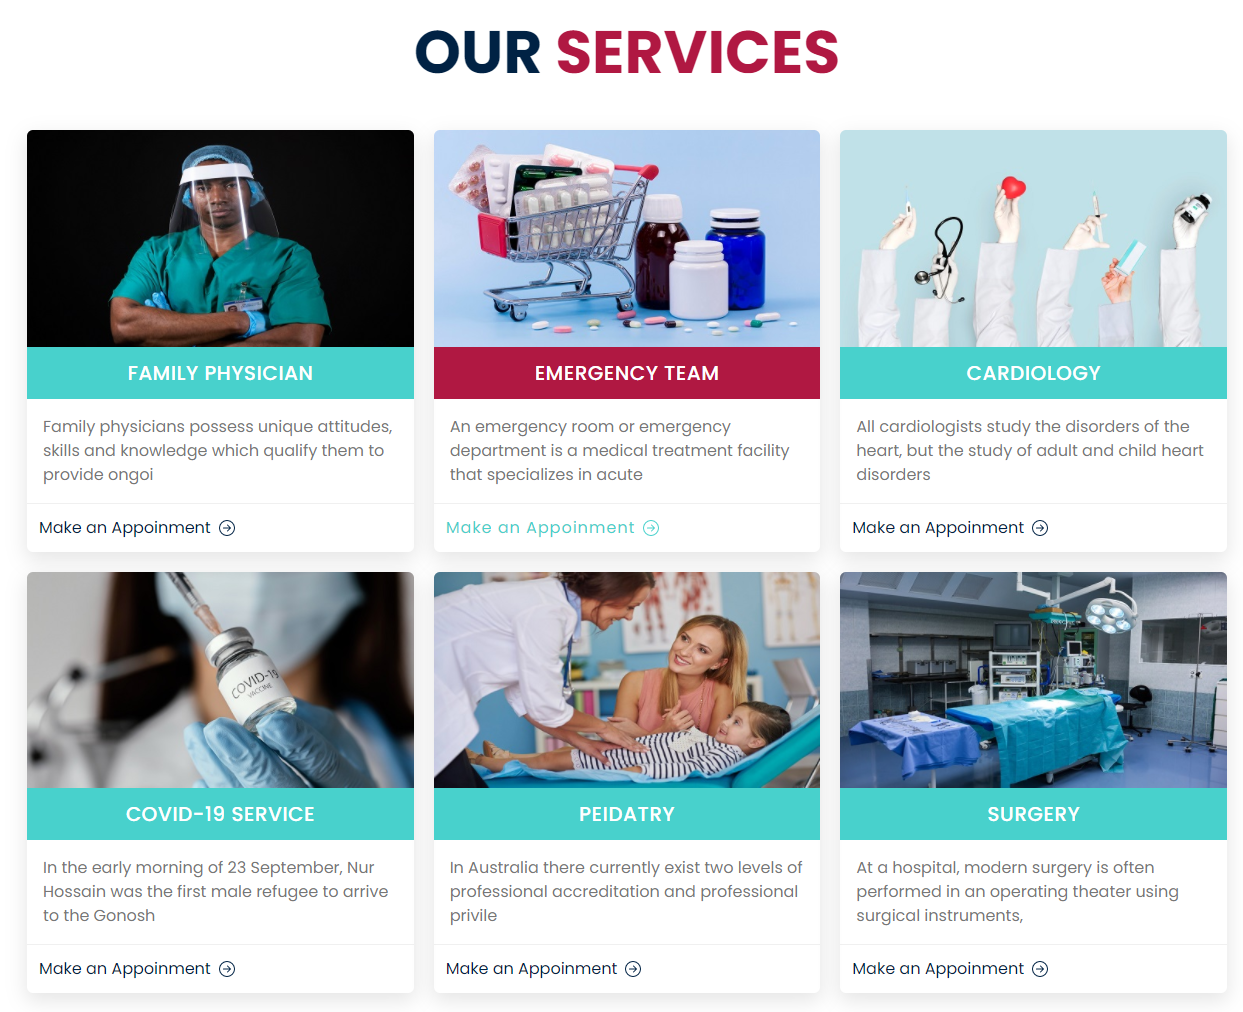 OUR SERVICES
FAMILY PHYSICIAN
Family physicians possess unique attitudes,
skills and knowledge which qualify them to
provide ongoi
Make an Appoinment
EMERGENCY TEAM
An emergency room or emergency
department is a medical treatment facility
that specializes in acute
Make an Appoinment
CARDIOLOGY
All cardiologists study the disorders of the
heart, but the study of adult and child heart
disorders
Make an Appoinment
COVID-19
VACCINE
COVID-19 SERVICE
In the early morning of 23 September, Nur
Hossain was the first male refugee to arrive
to the Gonosh
Make an Appoinment
PEIDATRY
In Australia there currently exist two levels of
professional accreditation and professional
privile
Make an Appoinment
SURGERY
At a hospital, modern surgery is often
performed in an operating theater using
surgical instruments,
Make an Appoinment